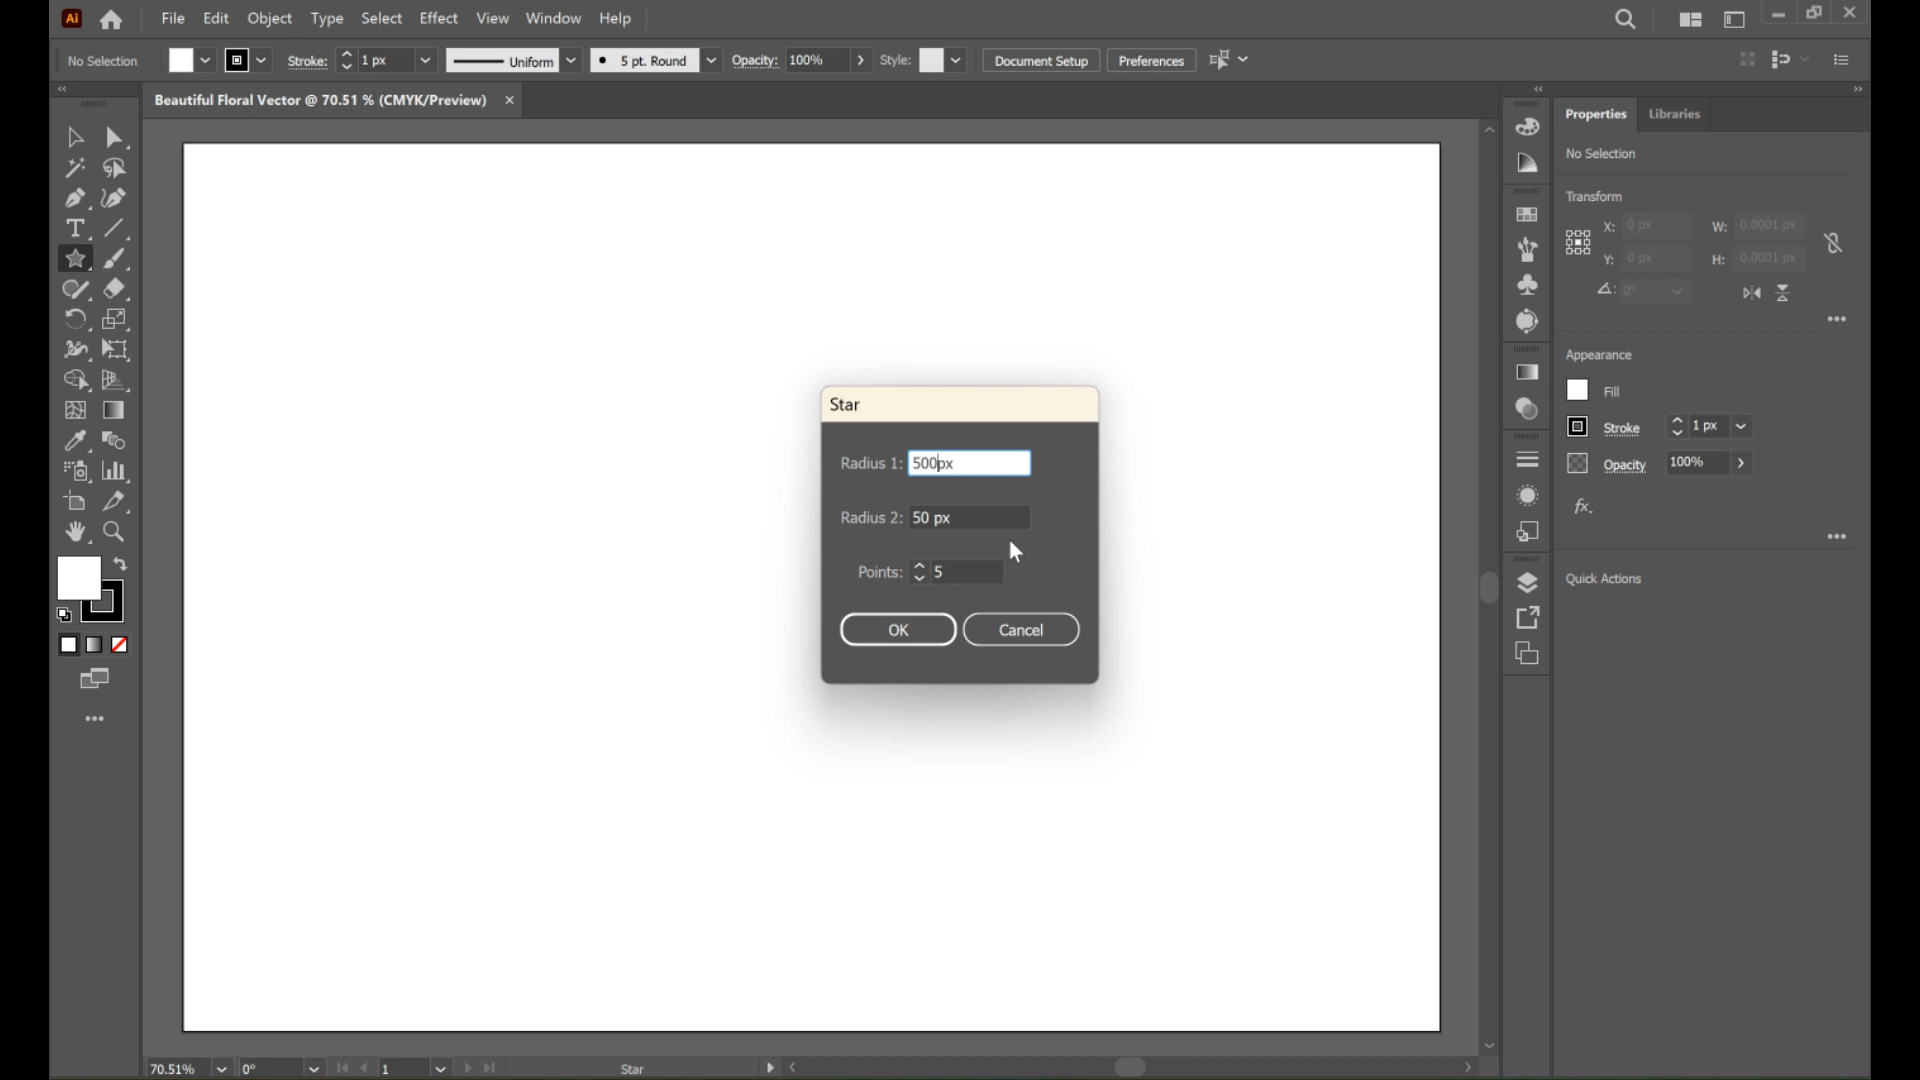 Ai File Edit Object Type Select Effect View Window Help
No Selection Stroke: 1 px Uniform 5 pt. Round Opacity: 100% Style: Document Setup Preferences
Beautiful Floral Vector @ 70.51 % (CMYK/Preview) ×
Properties Libraries
No Selection
Transform
X: 0 px W: 0.0001 px
Y: 0 px H: 0.0001 px
0°
Appearance
Fill
Stroke 1 px
Opacity 100%
fx.
Quick Actions
Star
Radius 1: 500px
Radius 2: 50 px
Points: 5
OK Cancel
70.51% 0° 1 Star